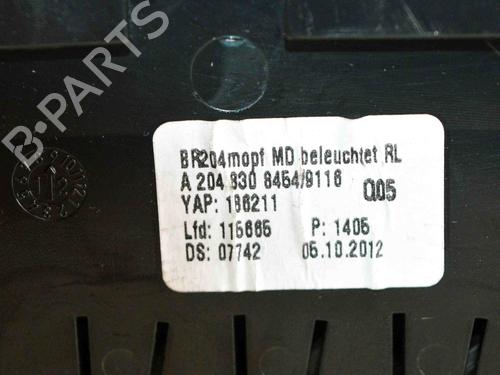 B-PARTS
BR204mopf MD beleuchtet RL
A 204 830 6454/9116 Q05
YAP: 186211
Lfd: 115665 P: 1405
DS: 07742 05.10.2012